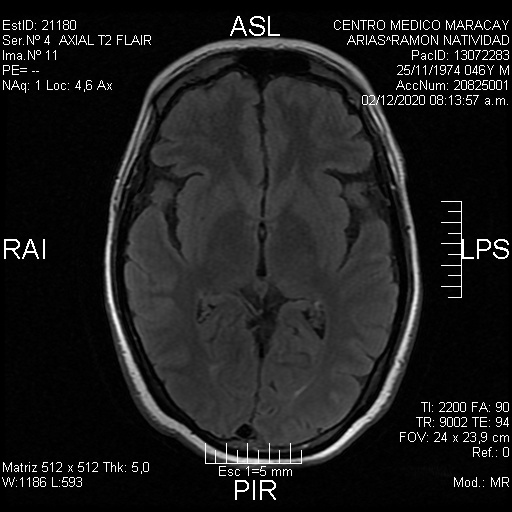 EstID: 21180
Ser.Nº 4 AXIAL T2 FLAIR
Ima.Nº 11
PE= --
NAq: 1 Loc: 4,6 Ax
ASL
CENTRO MEDICO MARACAY
ARIAS^RAMON NATIVIDAD
PacID: 13072283
25/11/1974 046Y M
AccNum: 20825001
02/12/2020 08:13:57 a.m.
RAI
LPS
TI: 2200 FA: 90
TR: 9002 TE: 94
FOV: 24 x 23,9 cm
Ref.: 0
Mod.: MR
Matriz 512 x 512 Thk: 5,0
W:1186 L:593
Esc 1=5 mm
PIR